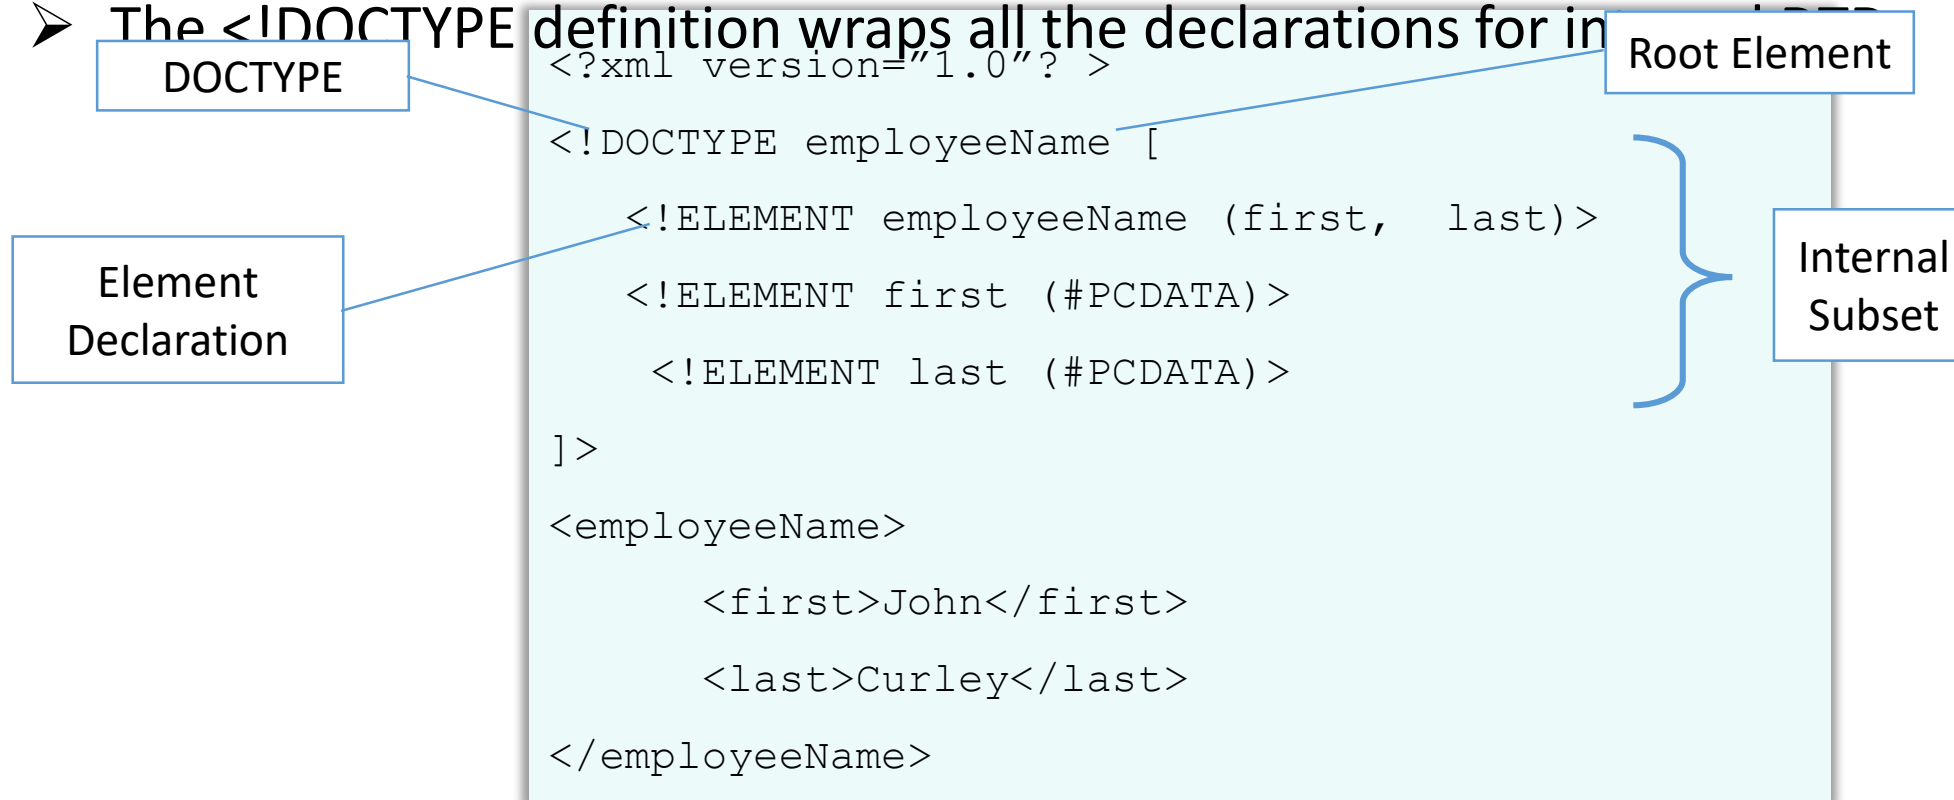 ➢ The <!DOCTYPE definition wraps all the declarations for
DOCTYPE
Root Element
<?xml version=”1.0”? >
<!DOCTYPE employeeName [
<!ELEMENT employeeName (first, last)>
Element
Declaration
Internal
Subset
<!ELEMENT first (#PCDATA)>
<!ELEMENT last (#PCDATA)>
]>
<employeeName>
<first>John</first>
<last>Curley</last>
</employeeName>